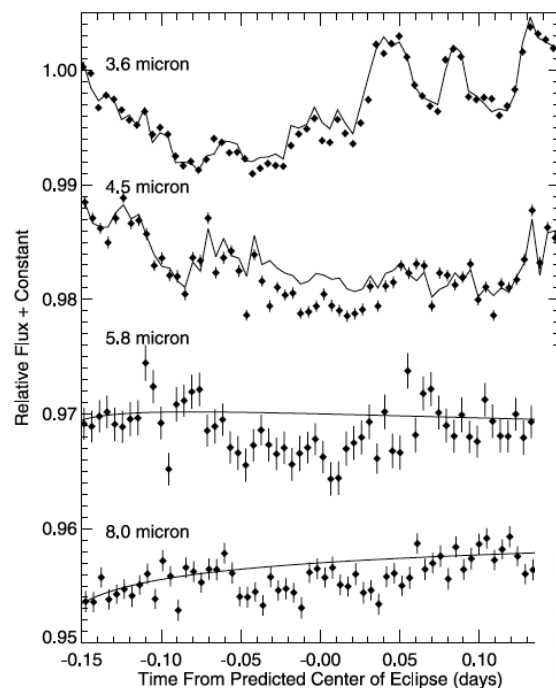 1.00
3.6 micron
0.99
4.5 micron
0.98
5.8 micron
0.97
0.96
8.0 micron
0.95
Relative Flux + Constant
-0.15 -0.10 -0.05 -0.00 0.05 0.10
Time From Predicted Center of Eclipse (days)